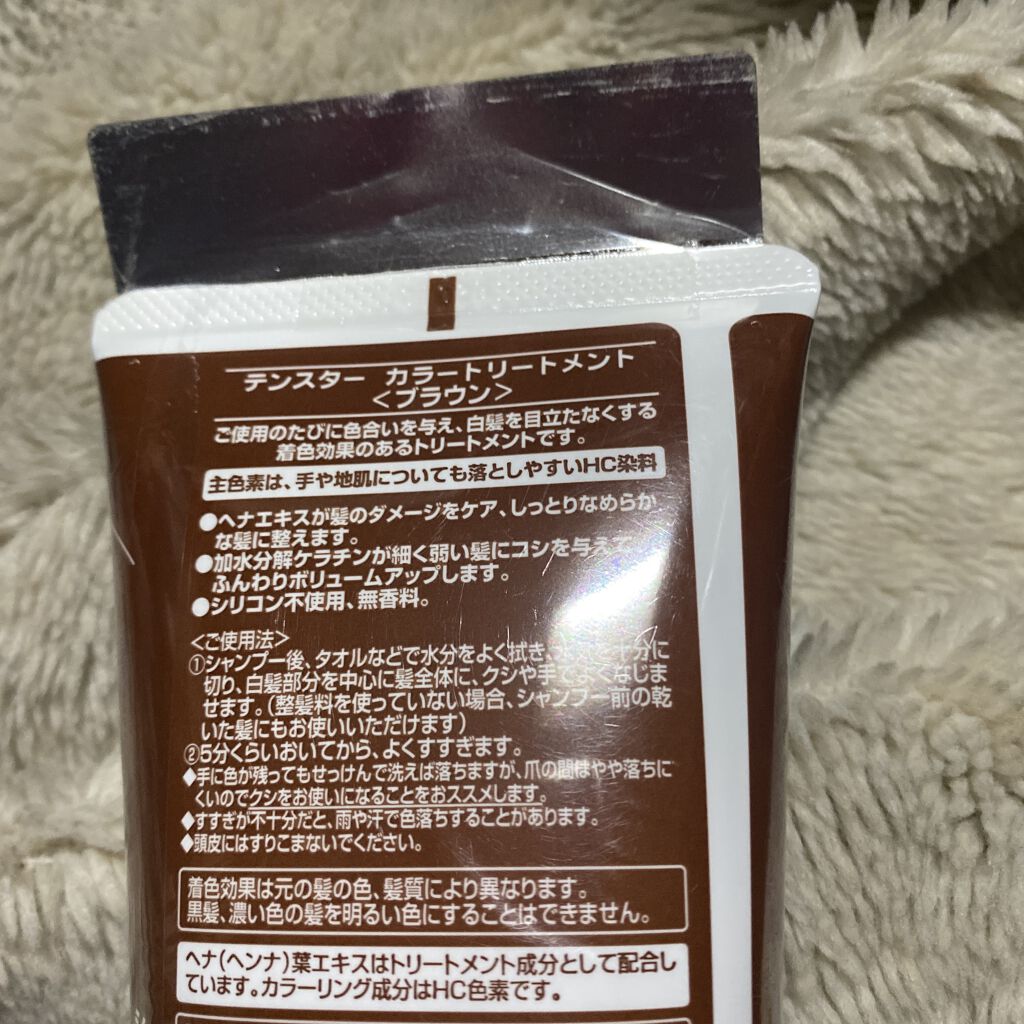 テンスター カラートリートメント
<ブラウン>
ご使用のたびに色合いを与え、白髪を目立たなくする
着色効果のあるトリートメントです。
主色素は、手や地肌についても落としやすいHC染料
●ヘナエキスが髪のダメージをケア、しっとりなめらか
な髪に整えます。
●加水分解ケラチンが細く弱い髪にコシを与えて
ふんわりボリュームアップします。
●シリコン不使用、無香料。
<ご使用法>
①シャンプー後、タオルなどで水分をよく拭き、十分に
切り、白髪部分を中心に髪全体に、クシや手でよくなじま
せます。(整髪料を使っていない場合、シャンプー前の乾
いた髪にもお使いいただけます)
②5分くらいおいてから、よくすすぎます。
◆手に色が残ってもせっけんで洗えば落ちますが、爪の間はやや落ちに
くいのでクシをお使いになることをおススメします。
◆すすぎが不十分だと、雨や汗で色落ちすることがあります。
◆頭皮にはすりこまないでください。
着色効果は元の髪の色、髪質により異なります。
黒髪、濃い色の髪を明るい色にすることはできません。
ヘナ(ヘンナ)葉エキスはトリートメント成分として配合し
ています。カラーリング成分はHC色素です。